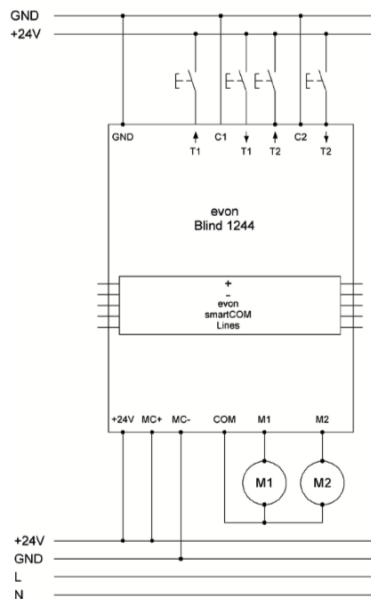 GND
+24V
GND
C1
C2
T1
T1
T2
T2
evon
Blind 1244
+
-
evon
smartCOM
Lines
+24V MC+ MC- COM M1 M2
M1 M2
+24V
GND
L
N